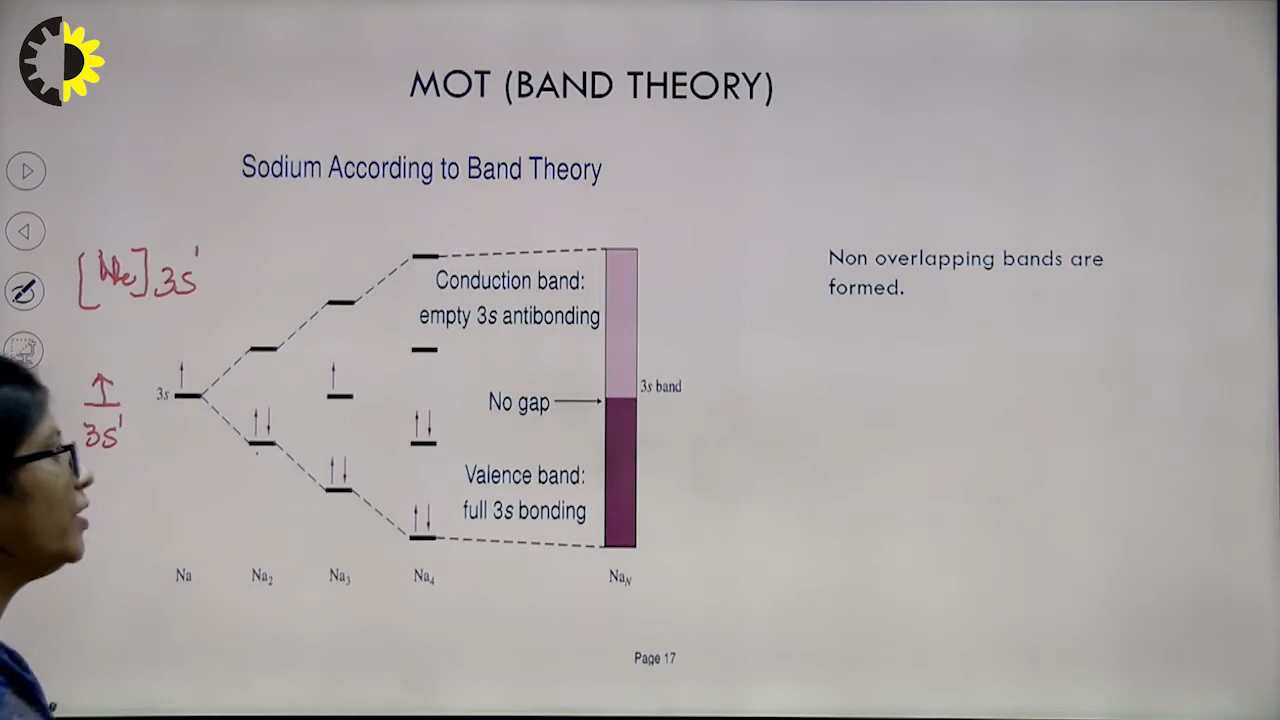 MOT (BAND THEORY)
Sodium According to Band Theory
[Ne] 3s¹
3s¹
3s
Conduction band:
empty 3s antibonding
No gap
3s band
Valence band:
full 3s bonding
Na Na₂ Na₃ Na₄ Na_N
Non overlapping bands are
formed.
Page 17